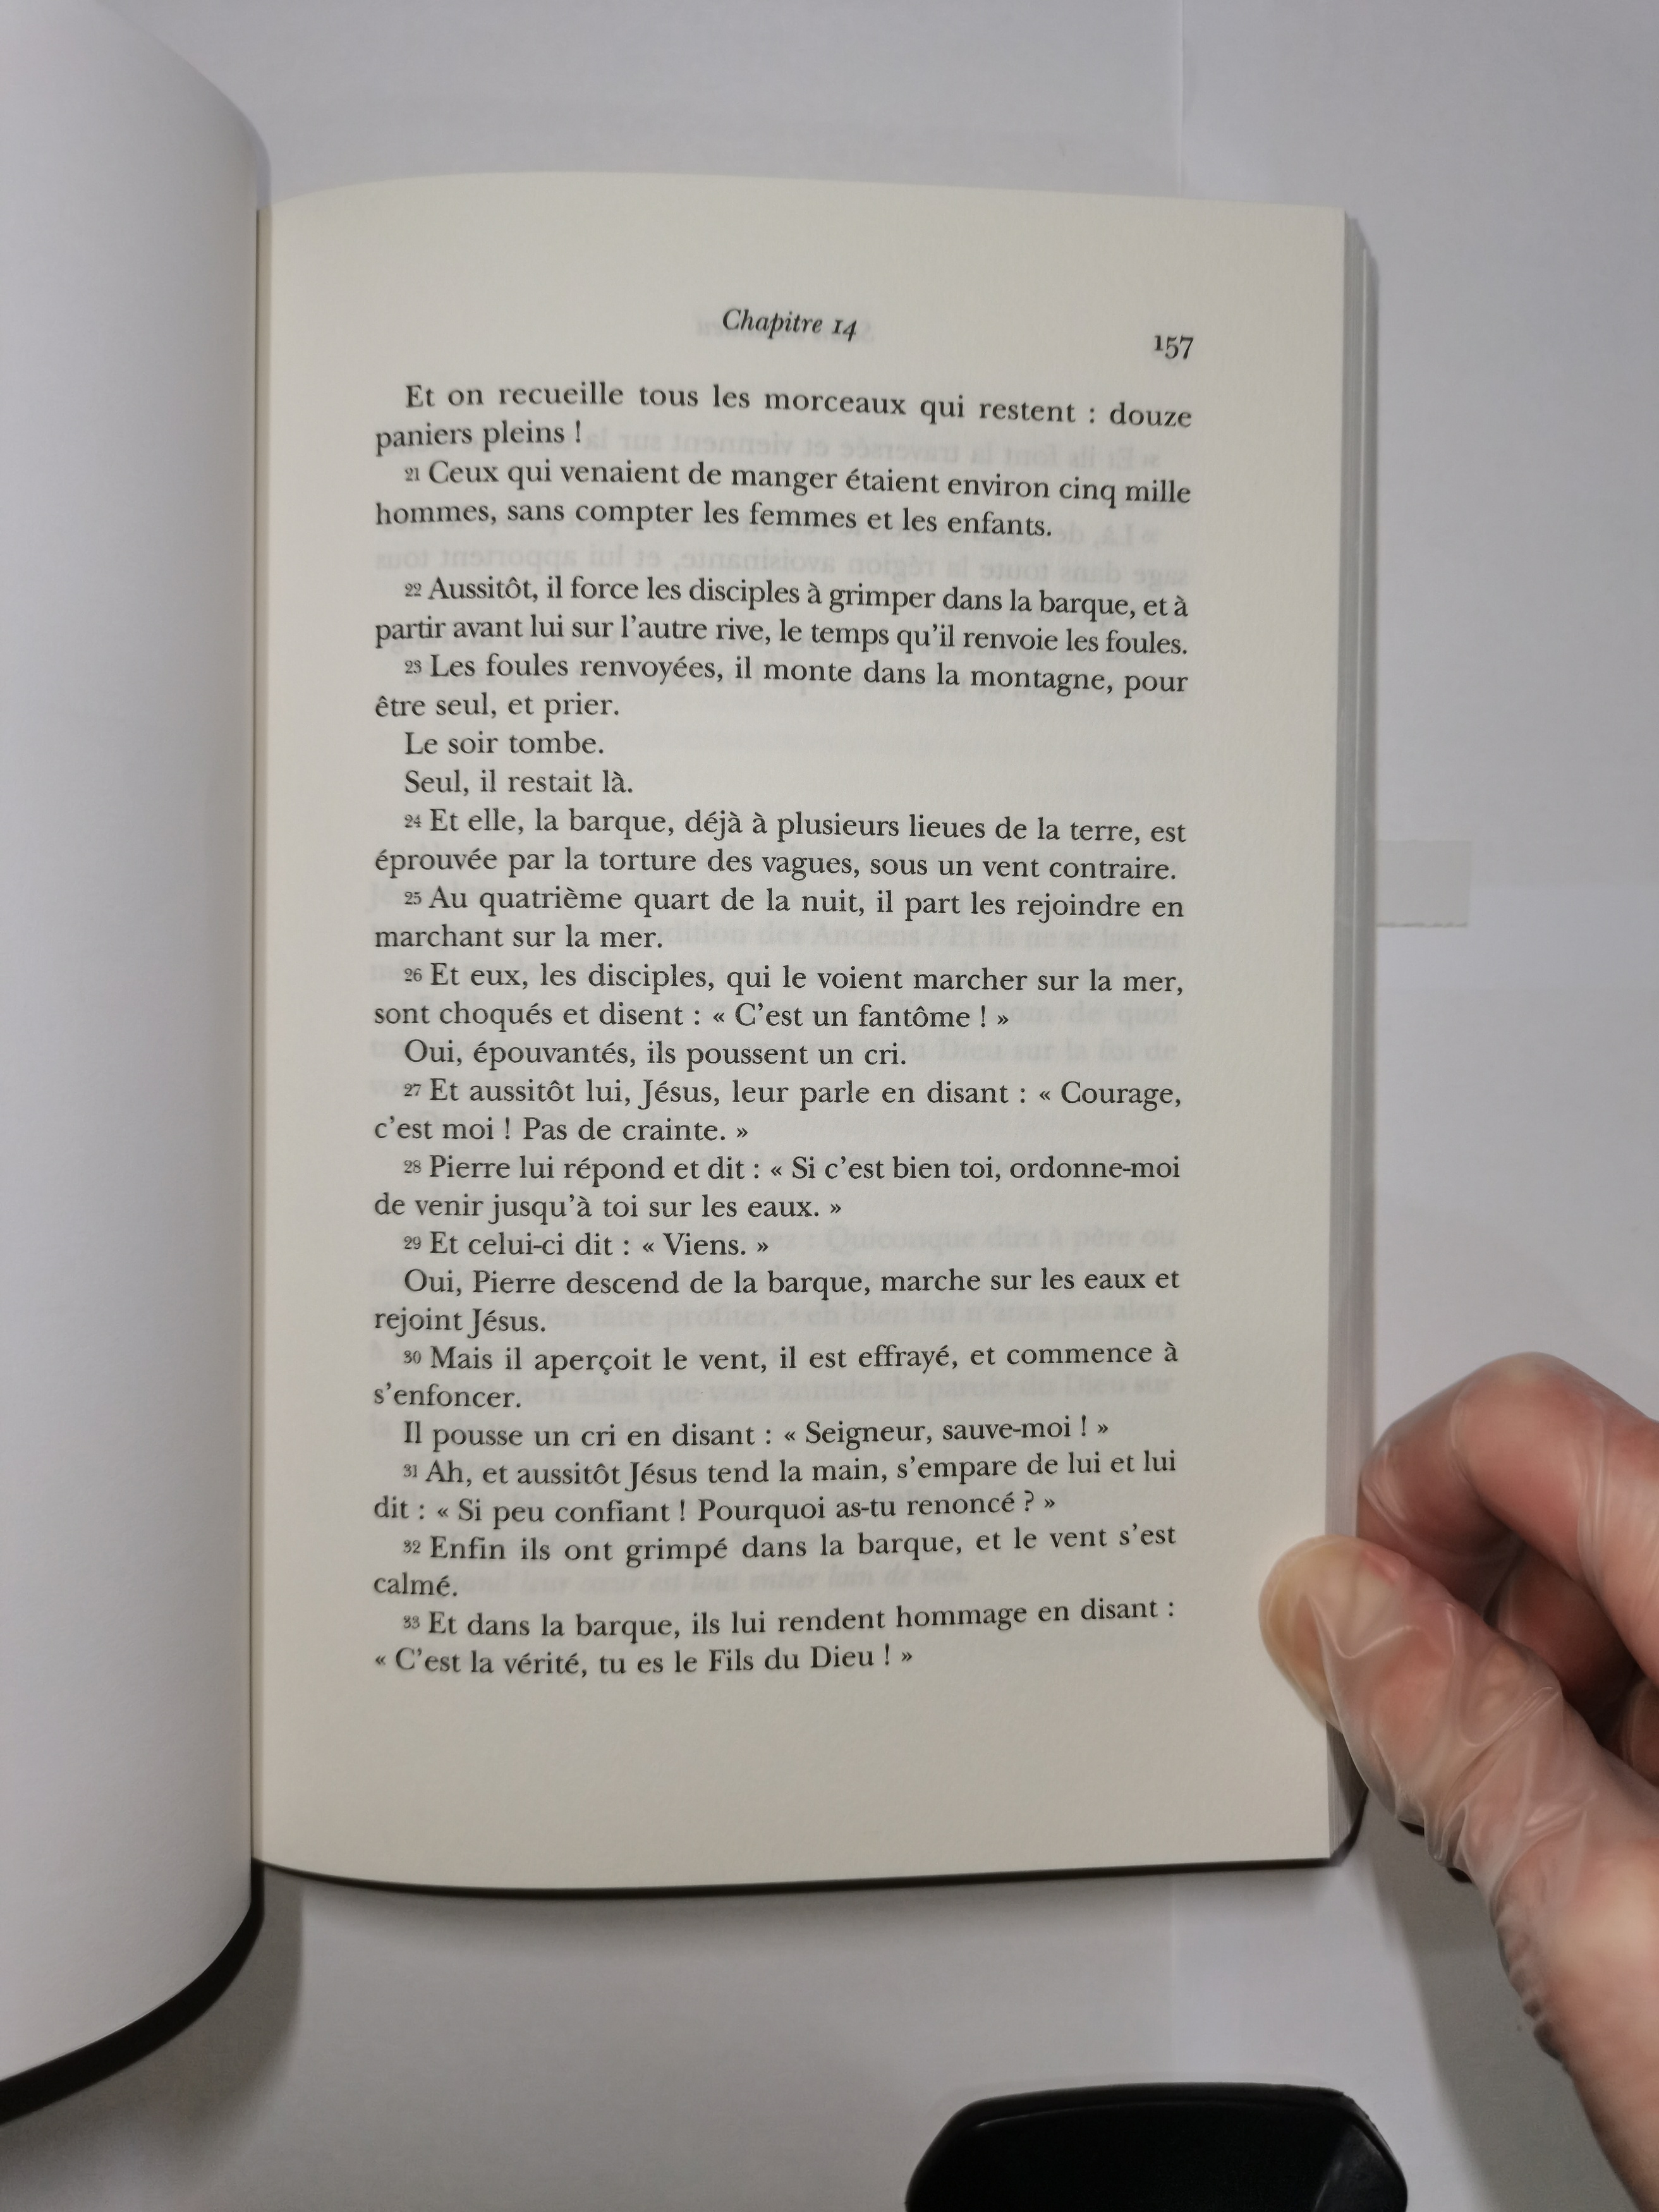 Chapitre 14
157
Et on recueille tous les morceaux qui restent : douze
paniers pleins !
21 Ceux qui venaient de manger étaient environ cinq mille
hommes, sans compter les femmes et les enfants.
22 Aussitôt, il force les disciples à grimper dans la barque, et à
partir avant lui sur l’autre rive, le temps qu’il renvoie les foules.
23 Les foules renvoyées, il monte dans la montagne, pour
être seul, et prier.
Le soir tombe.
Seul, il restait là.
24 Et elle, la barque, déjà à plusieurs lieues de la terre, est
éprouvée par la torture des vagues, sous un vent contraire.
25 Au quatrième quart de la nuit, il part les rejoindre en
marchant sur la mer.
26 Et eux, les disciples, qui le voient marcher sur la mer,
sont choqués et disent : « C’est un fantôme ! »
Oui, épouvantés, ils poussent un cri.
27 Et aussitôt lui, Jésus, leur parle en disant : « Courage,
c’est moi ! Pas de crainte. »
28 Pierre lui répond et dit : « Si c’est bien toi, ordonne-moi
de venir jusqu’à toi sur les eaux. »
29 Et celui-ci dit : « Viens. »
Oui, Pierre descend de la barque, marche sur les eaux et
rejoint Jésus.
30 Mais il aperçoit le vent, il est effrayé, et commence à
s’enfoncer.
Il pousse un cri en disant : « Seigneur, sauve-moi ! »
31 Ah, et aussitôt Jésus tend la main, s’empare de lui et lui
dit : « Si peu confiant ! Pourquoi as-tu renoncé ? »
32 Enfin ils ont grimpé dans la barque, et le vent s’est
calmé.
33 Et dans la barque, ils lui rendent hommage en disant :
« C’est la vérité, tu es le Fils du Dieu ! »